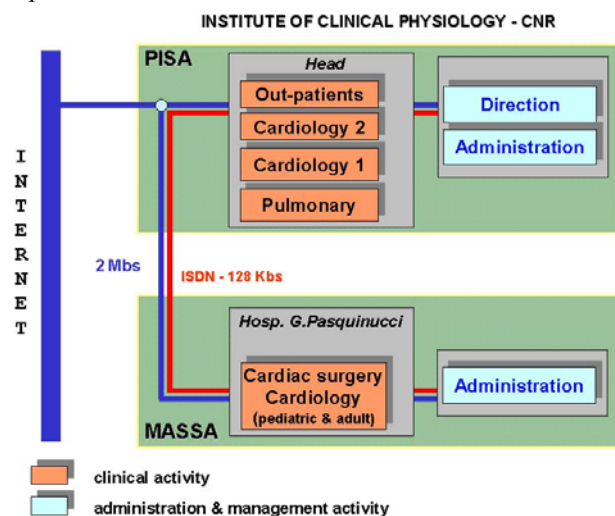 INSTITUTE OF CLINICAL PHYSIOLOGY - CNR
PISA
Head
Out-patients
Cardiology 2
Cardiology 1
Pulmonary
Direction
Administration
INTERNET
2 Mbs
ISDN - 128 Kbs
Hosp. G.Pasquinucci
Cardiac surgery
Cardiology
(pediatric & adult)
Administration
MASSA
clinical activity
administration & management activity